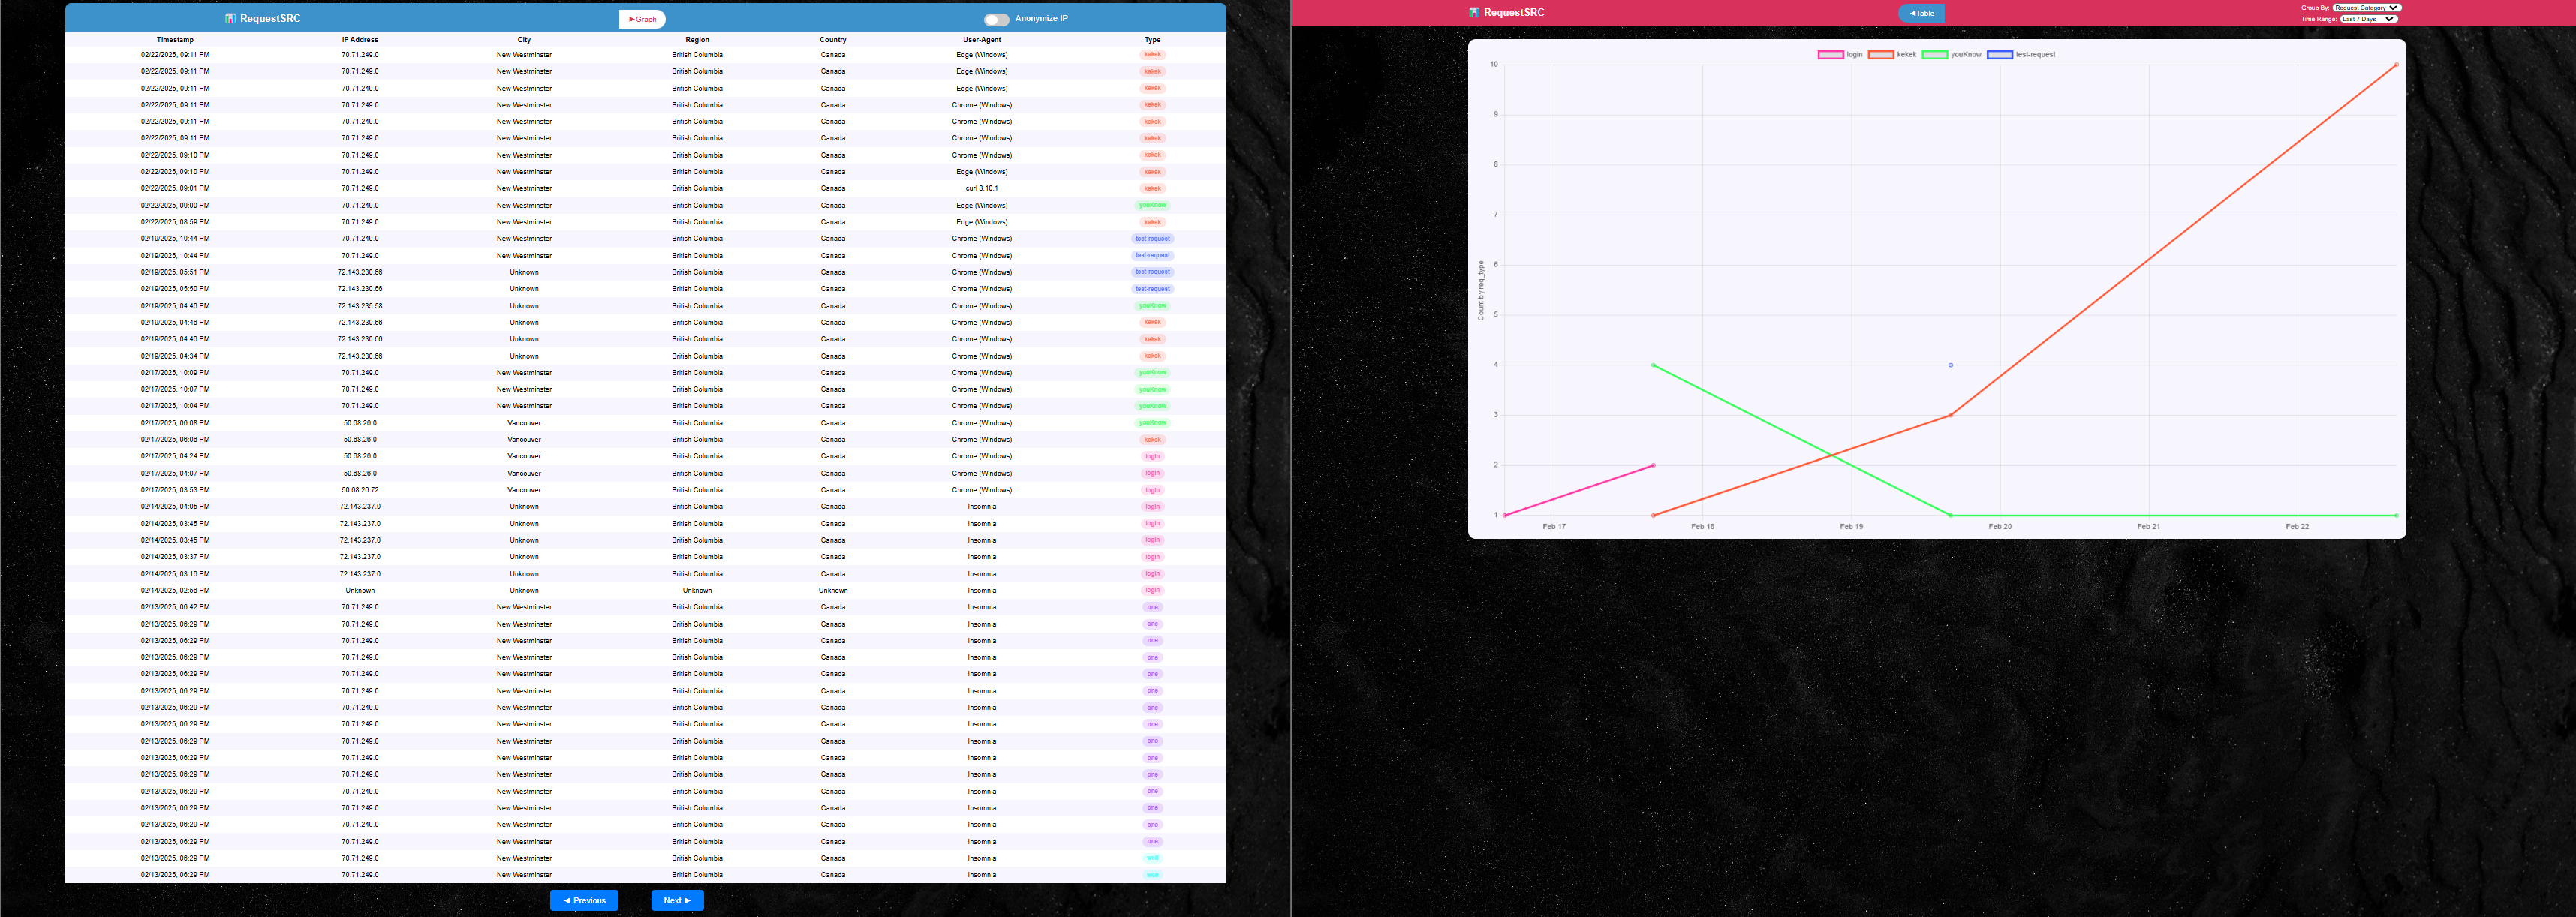 RequestSRC
▶Graph
Anonymize IP
Timestamp IP Address City Region Country User-Agent Type
02/22/2025, 09:11 PM 70.71.249.0 New Westminster British Columbia Canada Edge (Windows) kekek
02/22/2025, 09:11 PM 70.71.249.0 New Westminster British Columbia Canada Edge (Windows) kekek
02/22/2025, 09:11 PM 70.71.249.0 New Westminster British Columbia Canada Edge (Windows) kekek
02/22/2025, 09:11 PM 70.71.249.0 New Westminster British Columbia Canada Chrome (Windows) kekek
02/22/2025, 09:11 PM 70.71.249.0 New Westminster British Columbia Canada Chrome (Windows) kekek
02/22/2025, 09:11 PM 70.71.249.0 New Westminster British Columbia Canada Chrome (Windows) kekek
02/22/2025, 09:10 PM 70.71.249.0 New Westminster British Columbia Canada Chrome (Windows) kekek
02/22/2025, 09:10 PM 70.71.249.0 New Westminster British Columbia Canada Edge (Windows) kekek
02/22/2025, 09:01 PM 70.71.249.0 New Westminster British Columbia Canada curl 8.10.1 kekek
02/22/2025, 09:00 PM 70.71.249.0 New Westminster British Columbia Canada Edge (Windows) youKnow
02/22/2025, 08:59 PM 70.71.249.0 New Westminster British Columbia Canada Edge (Windows) kekek
02/19/2025, 10:44 PM 70.71.249.0 New Westminster British Columbia Canada Chrome (Windows) test-request
02/19/2025, 10:44 PM 70.71.249.0 New Westminster British Columbia Canada Chrome (Windows) test-request
02/19/2025, 05:51 PM 72.143.230.66 Unknown British Columbia Canada Chrome (Windows) test-request
02/19/2025, 05:50 PM 72.143.230.66 Unknown British Columbia Canada Chrome (Windows) test-request
02/19/2025, 04:46 PM 72.143.235.58 Unknown British Columbia Canada Chrome (Windows) youKnow
02/19/2025, 04:46 PM 72.143.230.66 Unknown British Columbia Canada Chrome (Windows) kekek
02/19/2025, 04:46 PM 72.143.230.66 Unknown British Columbia Canada Chrome (Windows) kekek
02/19/2025, 04:34 PM 72.143.230.66 Unknown British Columbia Canada Chrome (Windows) kekek
02/17/2025, 10:09 PM 70.71.249.0 New Westminster British Columbia Canada Chrome (Windows) youKnow
02/17/2025, 10:07 PM 70.71.249.0 New Westminster British Columbia Canada Chrome (Windows) youKnow
02/17/2025, 10:04 PM 70.71.249.0 New Westminster British Columbia Canada Chrome (Windows) youKnow
02/17/2025, 06:08 PM 50.68.26.0 Vancouver British Columbia Canada Chrome (Windows) youKnow
02/17/2025, 06:06 PM 50.68.26.0 Vancouver British Columbia Canada Chrome (Windows) kekek
02/17/2025, 04:24 PM 50.68.26.0 Vancouver British Columbia Canada Chrome (Windows) login
02/17/2025, 04:07 PM 50.68.26.0 Vancouver British Columbia Canada Chrome (Windows) login
02/17/2025, 03:53 PM 50.68.26.72 Vancouver British Columbia Canada Chrome (Windows) login
02/14/2025, 04:05 PM 72.143.237.0 Unknown British Columbia Canada Insomnia login
02/14/2025, 03:45 PM 72.143.237.0 Unknown British Columbia Canada Insomnia login
02/14/2025, 03:45 PM 72.143.237.0 Unknown British Columbia Canada Insomnia login
02/14/2025, 03:37 PM 72.143.237.0 Unknown British Columbia Canada Insomnia login
02/14/2025, 03:16 PM 72.143.237.0 Unknown British Columbia Canada Insomnia login
02/14/2025, 02:56 PM Unknown Unknown Unknown Unknown Insomnia login
02/13/2025, 06:42 PM 70.71.249.0 New Westminster British Columbia Canada Insomnia one
02/13/2025, 06:29 PM 70.71.249.0 New Westminster British Columbia Canada Insomnia one
02/13/2025, 06:29 PM 70.71.249.0 New Westminster British Columbia Canada Insomnia one
02/13/2025, 06:29 PM 70.71.249.0 New Westminster British Columbia Canada Insomnia one
02/13/2025, 06:29 PM 70.71.249.0 New Westminster British Columbia Canada Insomnia one
02/13/2025, 06:29 PM 70.71.249.0 New Westminster British Columbia Canada Insomnia one
02/13/2025, 06:29 PM 70.71.249.0 New Westminster British Columbia Canada Insomnia one
02/13/2025, 06:29 PM 70.71.249.0 New Westminster British Columbia Canada Insomnia one
02/13/2025, 06:29 PM 70.71.249.0 New Westminster British Columbia Canada Insomnia one
02/13/2025, 06:29 PM 70.71.249.0 New Westminster British Columbia Canada Insomnia one
02/13/2025, 06:29 PM 70.71.249.0 New Westminster British Columbia Canada Insomnia one
02/13/2025, 06:29 PM 70.71.249.0 New Westminster British Columbia Canada Insomnia one
02/13/2025, 06:29 PM 70.71.249.0 New Westminster British Columbia Canada Insomnia one
02/13/2025, 06:29 PM 70.71.249.0 New Westminster British Columbia Canada Insomnia one
02/13/2025, 06:29 PM 70.71.249.0 New Westminster British Columbia Canada Insomnia one
02/13/2025, 06:29 PM 70.71.249.0 New Westminster British Columbia Canada Insomnia
02/13/2025, 06:29 PM 70.71.249.0 New Westminster British Columbia Canada Insomnia
◀ Previous
Next ▶
RequestSRC
◀Table
Group By: Request Category
Time Range: Last 7 Days
login kekek youKnow test-request
Count by req_type
10
9
8
7
6
5
4
3
2
1
Feb 17 Feb 18 Feb 19 Feb 20 Feb 21 Feb 22